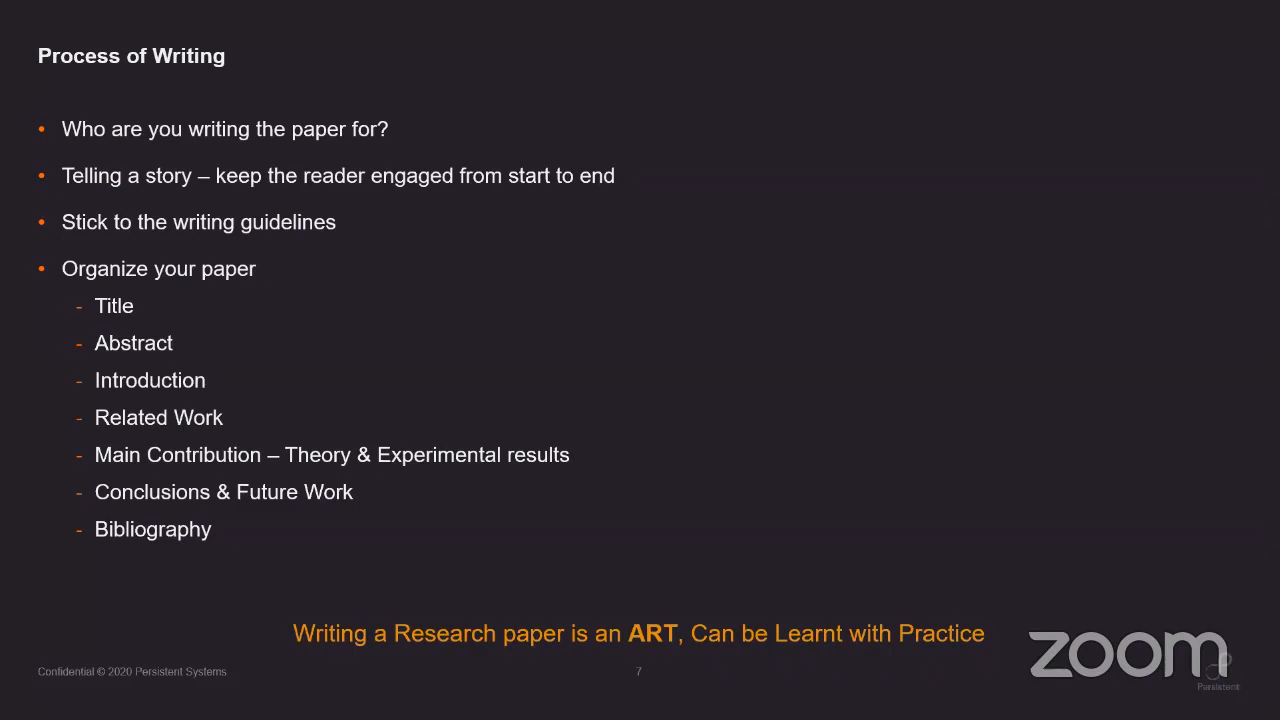 Process of Writing
• Who are you writing the paper for?
• Telling a story – keep the reader engaged from start to end
• Stick to the writing guidelines
• Organize your paper
- Title
- Abstract
- Introduction
- Related Work
- Main Contribution – Theory & Experimental results
- Conclusions & Future Work
- Bibliography
Writing a Research paper is an ART, Can be Learnt with Practice
zoom
Confidential © 2020 Persistent Systems
7
Persistent